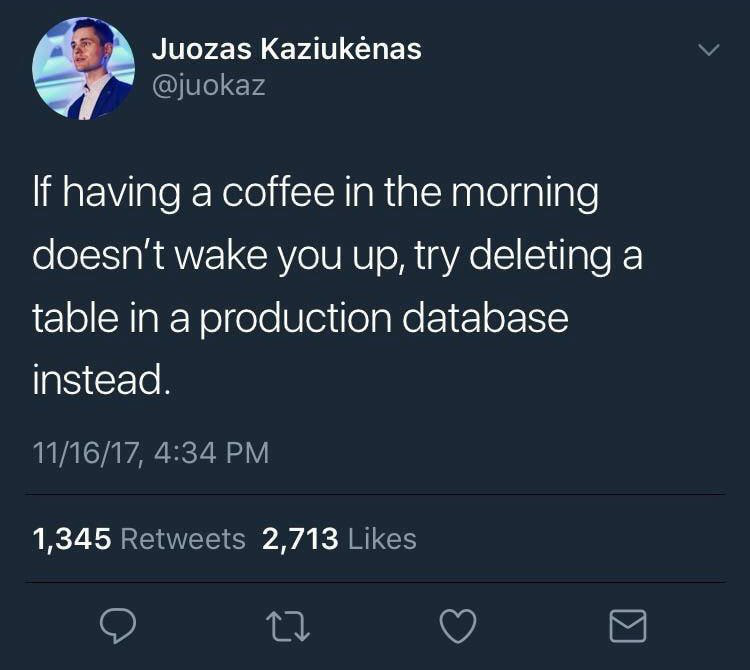 Juozas Kaziukėnas
@juokaz
If having a coffee in the morning
doesn’t wake you up, try deleting a
table in a production database
instead.
11/16/17, 4:34 PM
1,345 Retweets 2,713 Likes